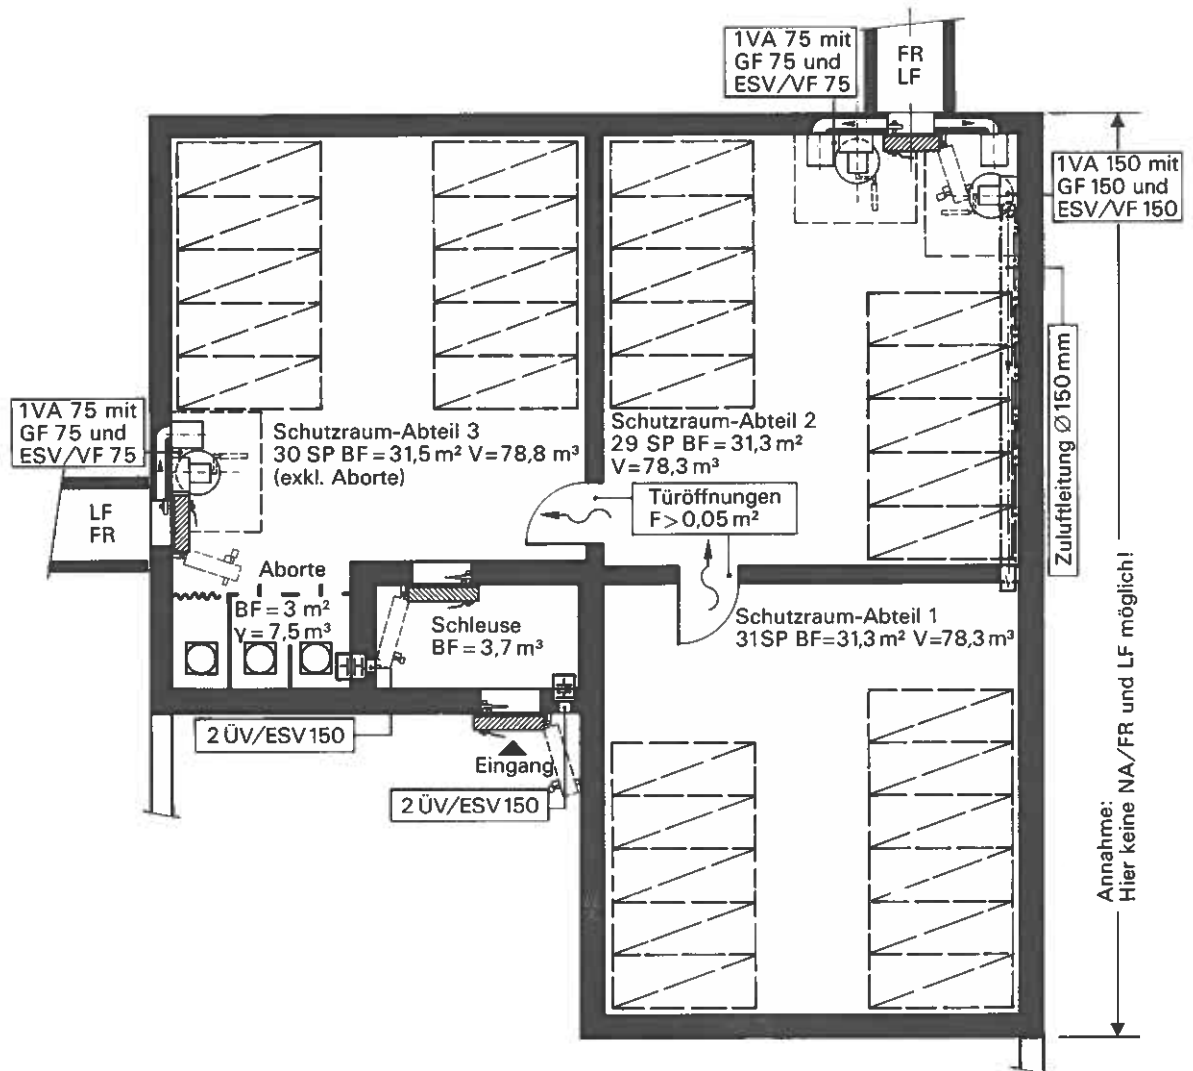 1VA 75 mit
GF 75 und
ESV/VF 75
FR
LF
1VA 150 mit
GF 150 und
ESV/VF 150
Zuluftleitung Ø 150 mm
Annahme:
Hier keine NA/FR und LF möglich!
1VA 75 mit
GF 75 und
ESV/VF 75
LF
FR
Schutzraum-Abteil 3
30 SP BF = 31,5 m² V = 78,8 m³
(exkl. Aborte)
Schutzraum-Abteil 2
29 SP BF = 31,3 m²
V = 78,3 m³
Türöffnungen
F > 0,05 m²
Aborte
BF = 3 m²
γ = 7,5 m³
Schleuse
BF = 3,7 m³
Schutzraum-Abteil 1
31 SP BF = 31,3 m² V = 78,3 m³
2 ÜV/ESV 150
Eingang
2 ÜV/ESV 150